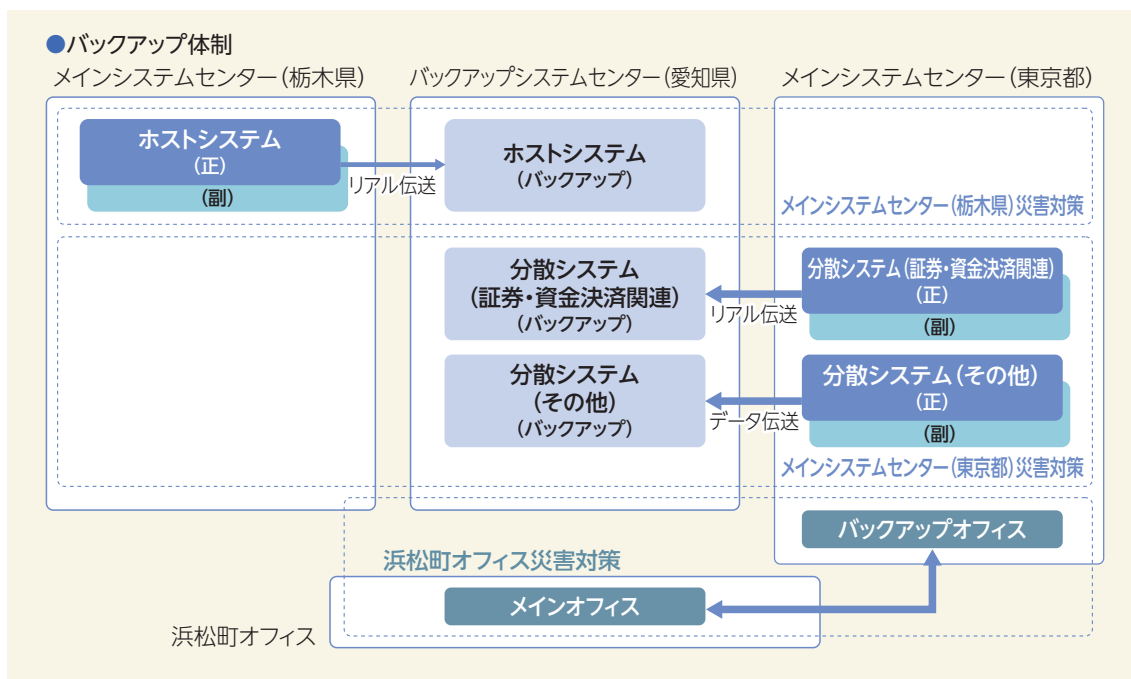 ●バックアップ体制
メインシステムセンター(栃木県)
バックアップシステムセンター(愛知県)
メインシステムセンター(東京都)
ホストシステム
(正)
(副)
リアル伝送
ホストシステム
(バックアップ)
メインシステムセンター(栃木県)災害対策
分散システム
(証券・資金決済関連)
(バックアップ)
リアル伝送
分散システム(証券・資金決済関連)
(正)
(副)
分散システム
(その他)
(バックアップ)
データ伝送
分散システム(その他)
(正)
(副)
メインシステムセンター(東京都)災害対策
バックアップオフィス
浜松町オフィス災害対策
メインオフィス
浜松町オフィス